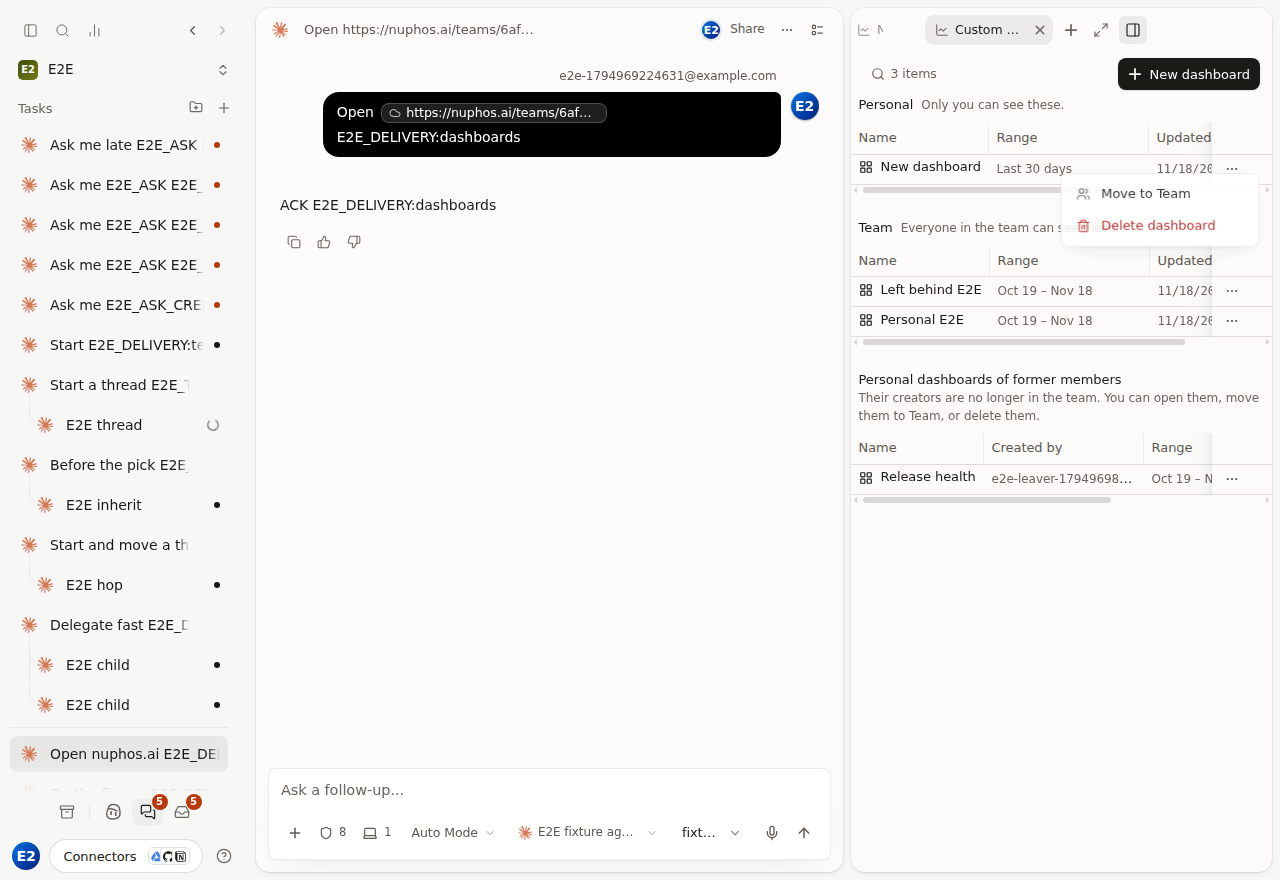 E2 E2E
Tasks
Ask me late E2E_ASK
Ask me E2E_ASK E2E_
Ask me E2E_ASK E2E_
Ask me E2E_ASK E2E_
Ask me E2E_ASK_CRE
Start E2E_DELIVERY:te
Start a thread E2E_T
E2E thread
Before the pick E2E_
E2E inherit
Start and move a th
E2E hop
Delegate fast E2E_D
E2E child
E2E child
Open nuphos.ai E2E_DE
5
5
E2 Connectors
Open https://nuphos.ai/teams/6af…
E2 Share
e2e-1794969224631@example.com
Open https://nuphos.ai/teams/6af…
E2E_DELIVERY:dashboards
E2
ACK E2E_DELIVERY:dashboards
Ask a follow-up…
8 1 Auto Mode E2E fixture ag… fixt…
Custom …
3 items
New dashboard
Personal Only you can see these.
Name Range Updated
New dashboard Last 30 days 11/18/20
Move to Team
Delete dashboard
Team Everyone in the team can see
Name Range Updated
Left behind E2E Oct 19 – Nov 18 11/18/20
Personal E2E Oct 19 – Nov 18 11/18/20
Personal dashboards of former members
Their creators are no longer in the team. You can open them, move
them to Team, or delete them.
Name Created by Range
Release health e2e-leaver-17949698… Oct 19 – N